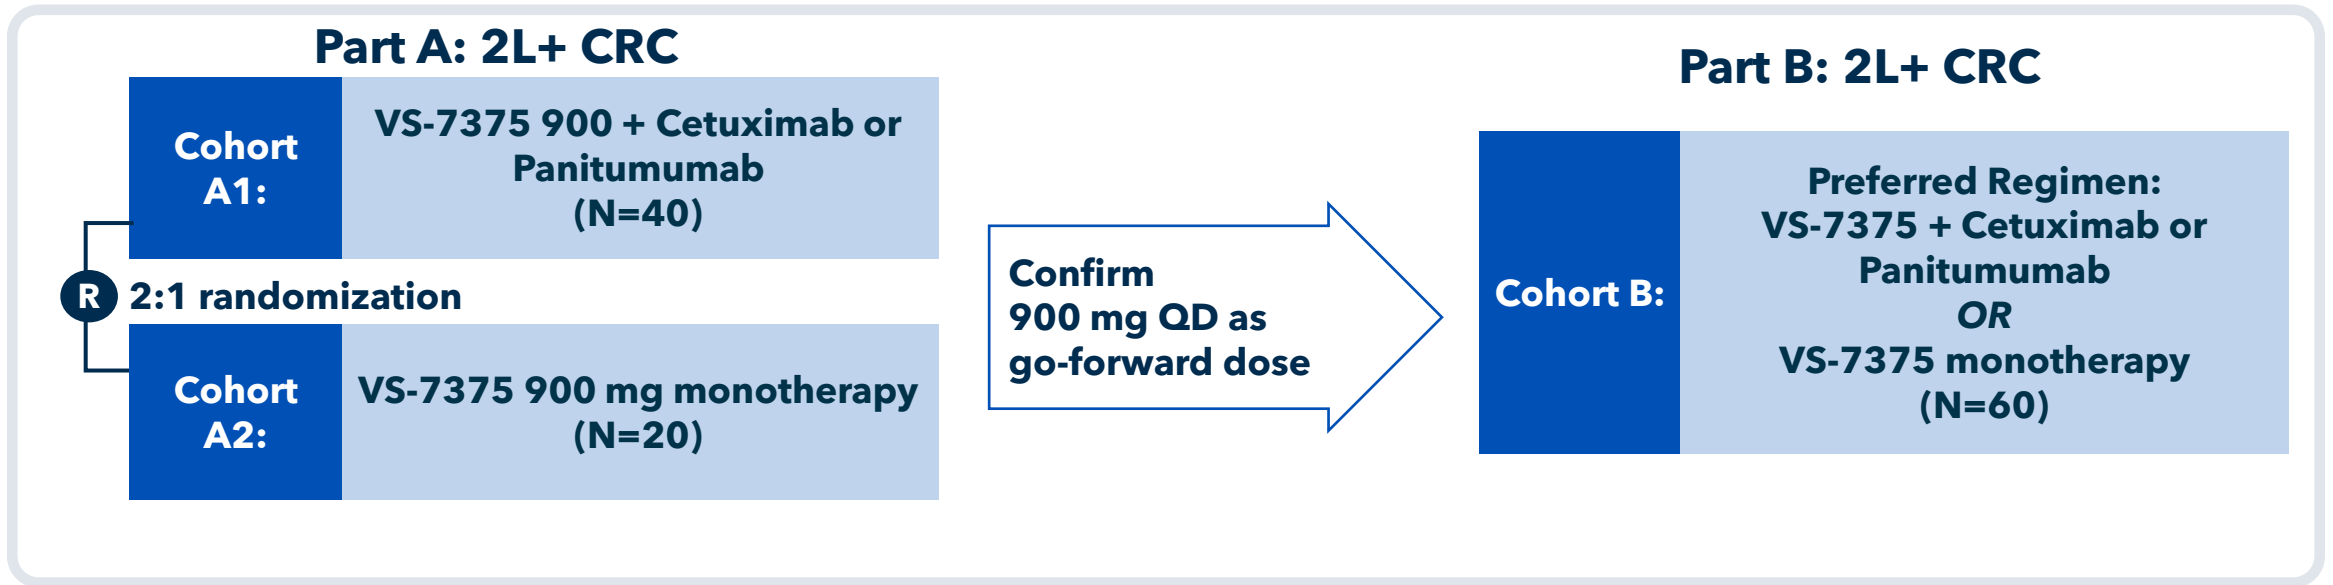 Part A: 2L+ CRC
Cohort
A1:
VS-7375 900 + Cetuximab or
Panitumumab
(N=40)
R
2:1 randomization
Cohort
A2:
VS-7375 900 mg monotherapy
(N=20)
Confirm
900 mg QD as
go-forward dose
Part B: 2L+ CRC
Cohort B:
Preferred Regimen:
VS-7375 + Cetuximab or
Panitumumab
OR
VS-7375 monotherapy
(N=60)